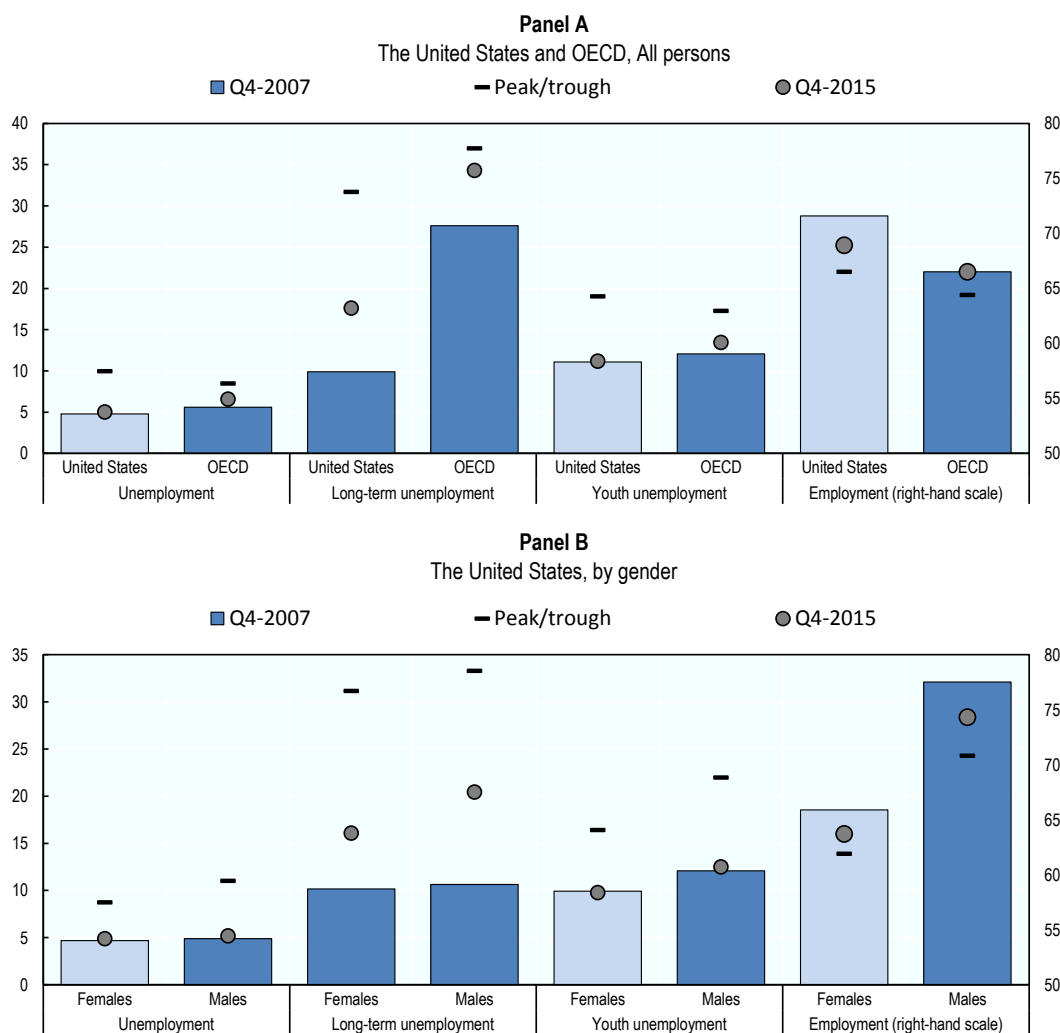 Panel A
The United States and OECD, All persons
Q4-2007 Peak/trough Q4-2015
40 80
35 75
30 70
25 65
20
15 60
10 55
5
0 50
United States OECD United States OECD United States OECD United States OECD
Unemployment Long-term unemployment Youth unemployment Employment (right-hand scale)
Panel B
The United States, by gender
Q4-2007 Peak/trough Q4-2015
35 80
30 75
25 70
20 65
15 60
10 55
5
0 50
Females Males Females Males Females Males Females Males
Unemployment Long-term unemployment Youth unemployment Employment (right-hand scale)